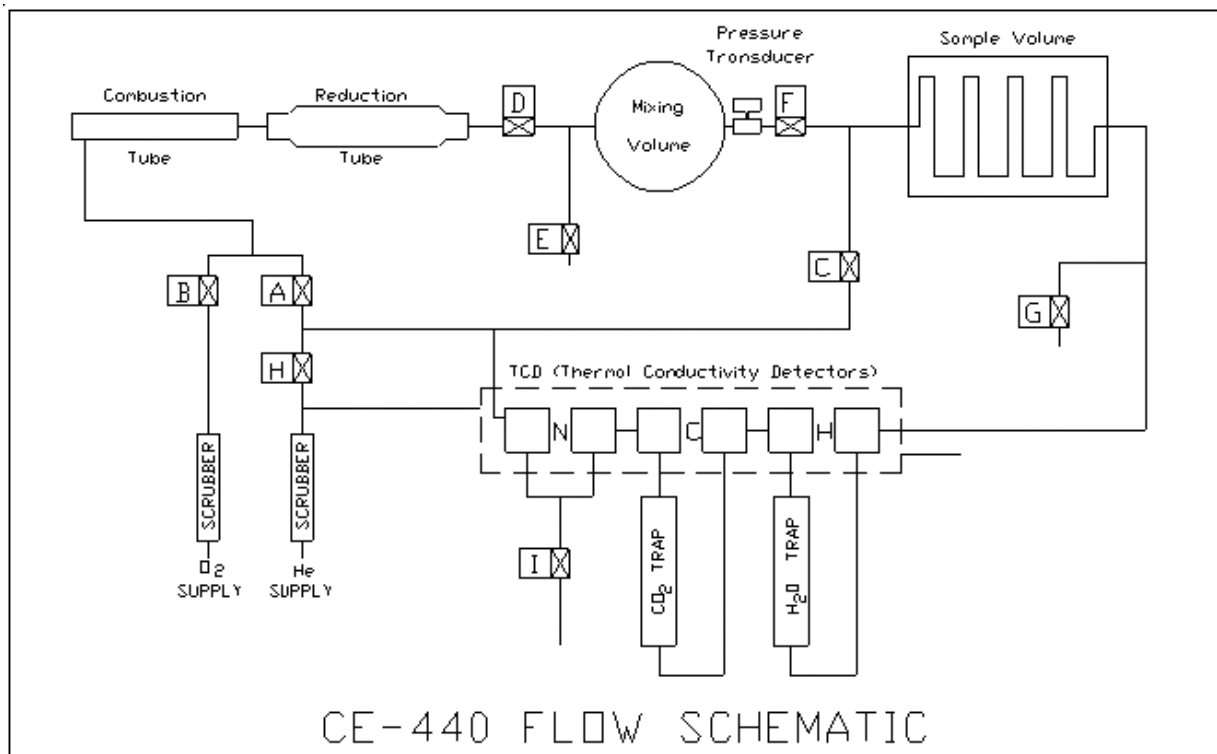 Pressure
Transducer
Sample Volume
Combustion
Tube
Reduction
Tube
D
Mixing
Volume
F
E
C
B
A
G
H
TCD (Thermal Conductivity Detectors)
N
C
H
SCRUBBER
SCRUBBER
I
CO2 TRAP
H2O TRAP
O2
SUPPLY
He
SUPPLY
CE-440 FLOW SCHEMATIC